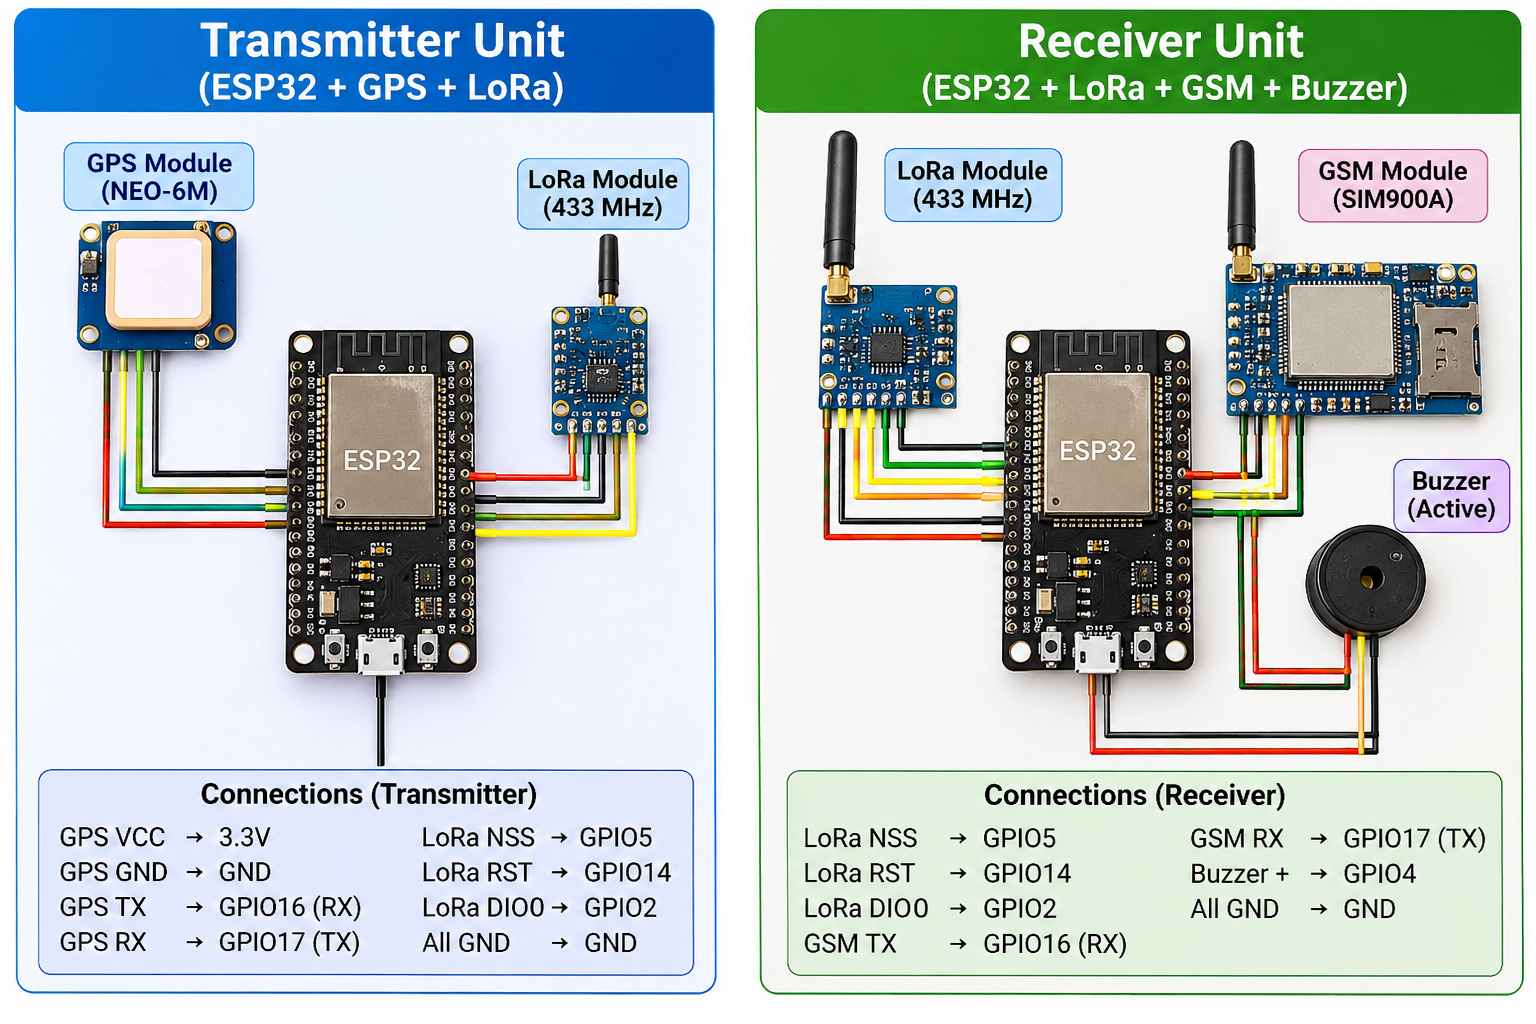 Transmitter Unit
(ESP32 + GPS + LoRa)
GPS Module
(NEO-6M)
LoRa Module
(433 MHz)
ESP32
Connections (Transmitter)
GPS VCC → 3.3V
GPS GND → GND
GPS TX → GPIO16 (RX)
GPS RX → GPIO17 (TX)
LoRa NSS → GPIO5
LoRa RST → GPIO14
LoRa DIO0 → GPIO2
All GND → GND
Receiver Unit
(ESP32 + LoRa + GSM + Buzzer)
LoRa Module
(433 MHz)
GSM Module
(SIM900A)
ESP32
Buzzer
(Active)
Connections (Receiver)
LoRa NSS → GPIO5
LoRa RST → GPIO14
LoRa DIO0 → GPIO2
GSM TX → GPIO16 (RX)
GSM RX → GPIO17 (TX)
Buzzer + → GPIO4
All GND → GND